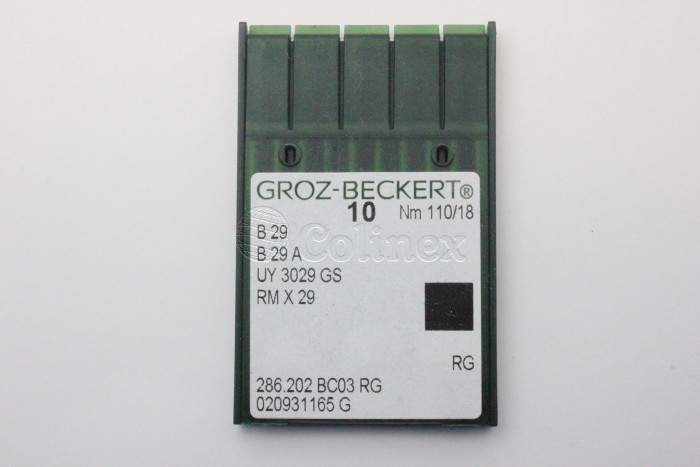 GROZ-BECKERT®
10 Nm 110/18
B 29
B 29 A
Colinex
UY 3029 GS
RM X 29
RG
286.202 BC03 RG
020931165 G